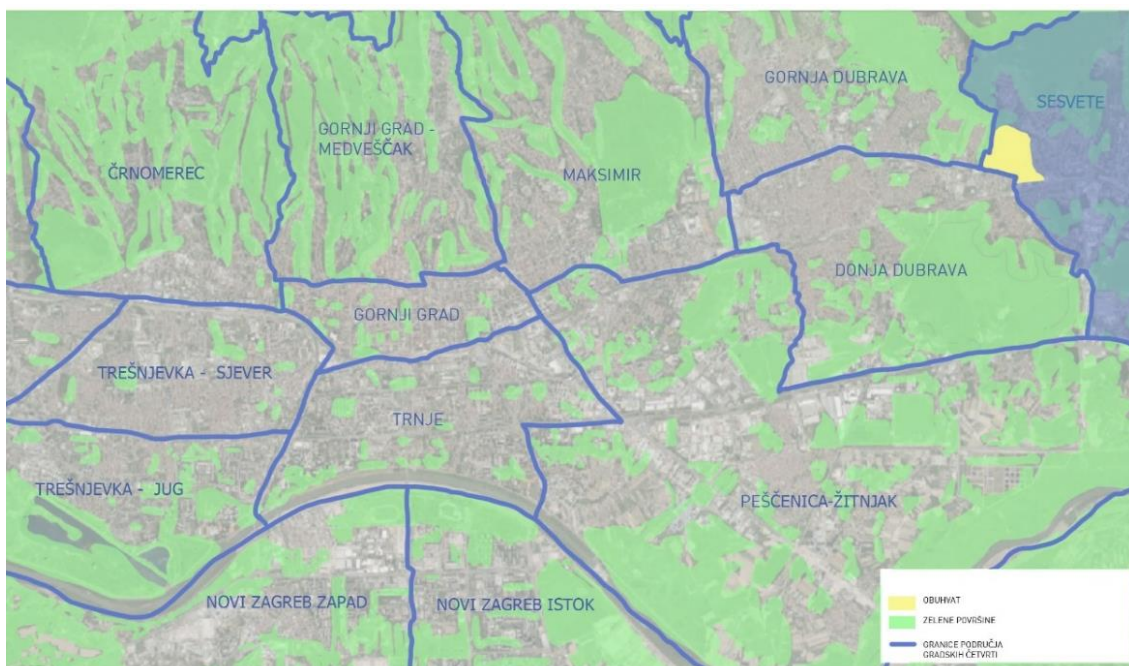 GORNJA DUBRAVA
SESVETE
GORNJI GRAD -
MEDVEŠČAK
ČRNOMEREC
MAKSIMIR
DONJA DUBRAVA
GORNJI GRAD
TREŠNJEVKA - SJEVER
TRNJE
TREŠNJEVKA - JUG
PEŠČENICA-ŽITNJAK
NOVI ZAGREB ZAPAD
NOVI ZAGREB ISTOK
OBUHVAT
ZELENE POVRŠINE
GRANICE PODRUČJA
GRADSKIH ČETVRTI